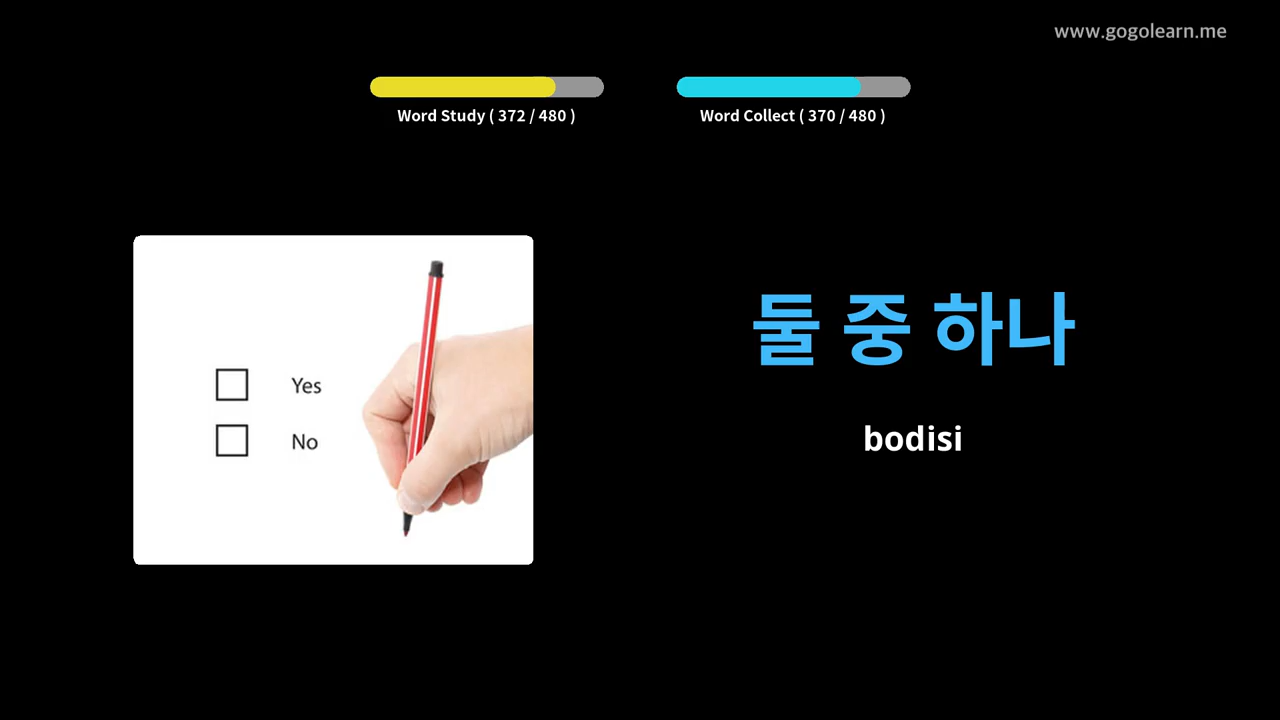 www.gogolearn.me
Word Study ( 372 / 480 )
Word Collect ( 370 / 480 )
Yes
No
둘 중 하나
bodisi